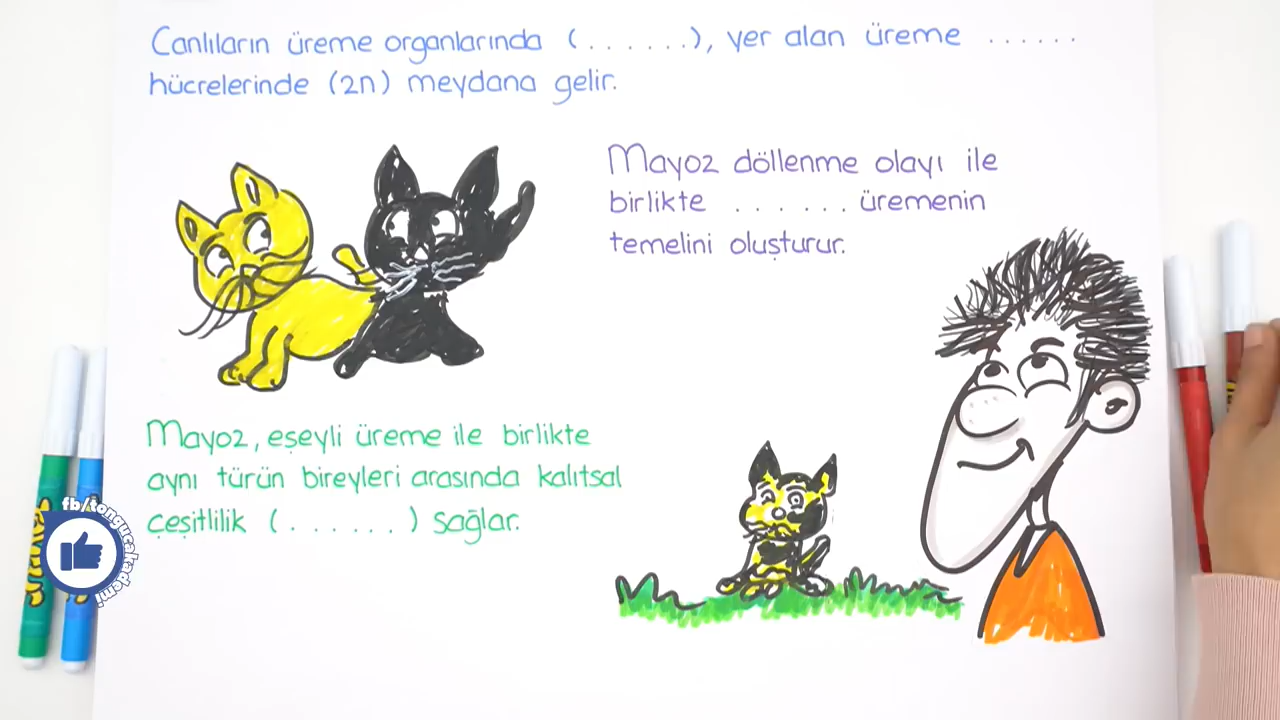 Canlıların üreme organlarında (......), yer alan üreme ......
hücrelerinde (2n) meydana gelir.
Mayoz döllenme olayı ile
birlikte ...... üremenin
temelini oluşturur.
Mayoz, eşeyli üreme ile birlikte
aynı türün bireyleri arasında kalıtsal
çeşitlilik (......) sağlar.
fb/tongucakademi